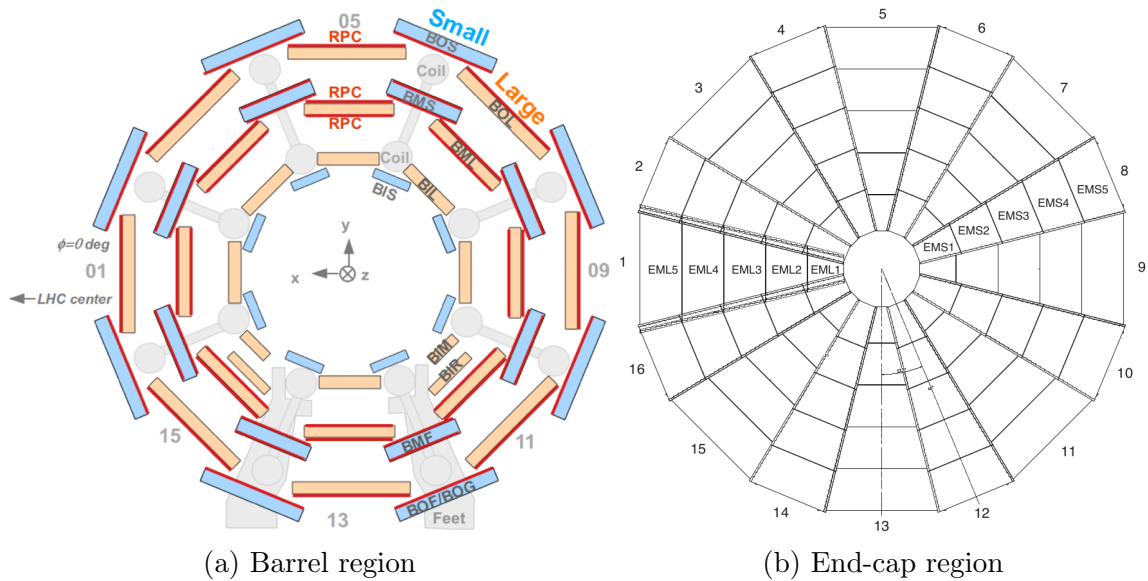 05
Small
RPC
BOS
Coil
Large
RPC
BMS
BOL
RPC
BML
Coil
BIS
BIL
y
x
z
ϕ=0 deg
01
09
LHC center
BIM
BIR
15
11
BMF
BOF/BOG
13
Feet
(a) Barrel region
5
4
6
3
7
2
8
EMS5
EMS4
EMS3
EMS2
EMS1
1
EML5
EML4
EML3
EML2
EML1
9
16
10
15
11
14
12
13
(b) End-cap region